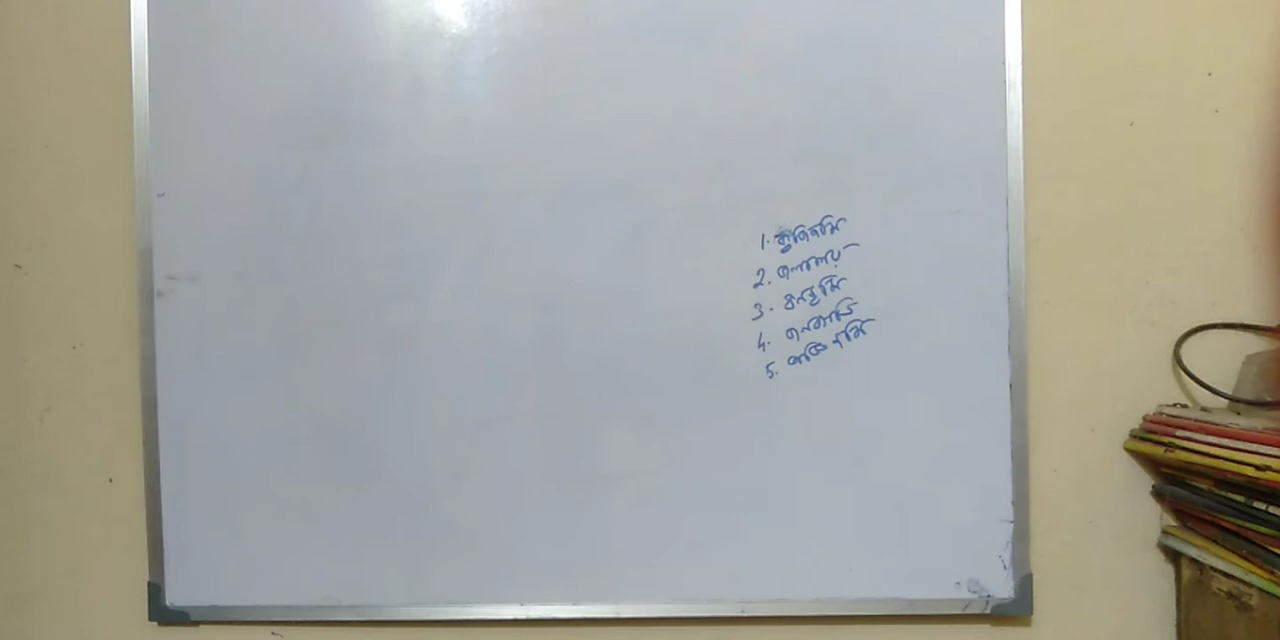 1. কৃষিজমি
2. জলাশয়
3. বনভূমি
4. জনবসতি
5. পতিত জমি